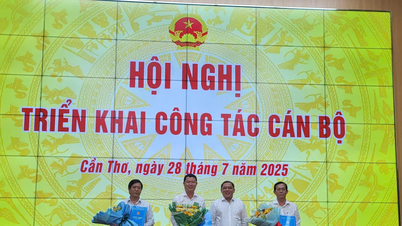 HỘI NGHỊ
TRIỂN KHAI CÔNG TÁC CÁN BỘ
Cần Thơ, ngày 28 tháng 7 năm 2025